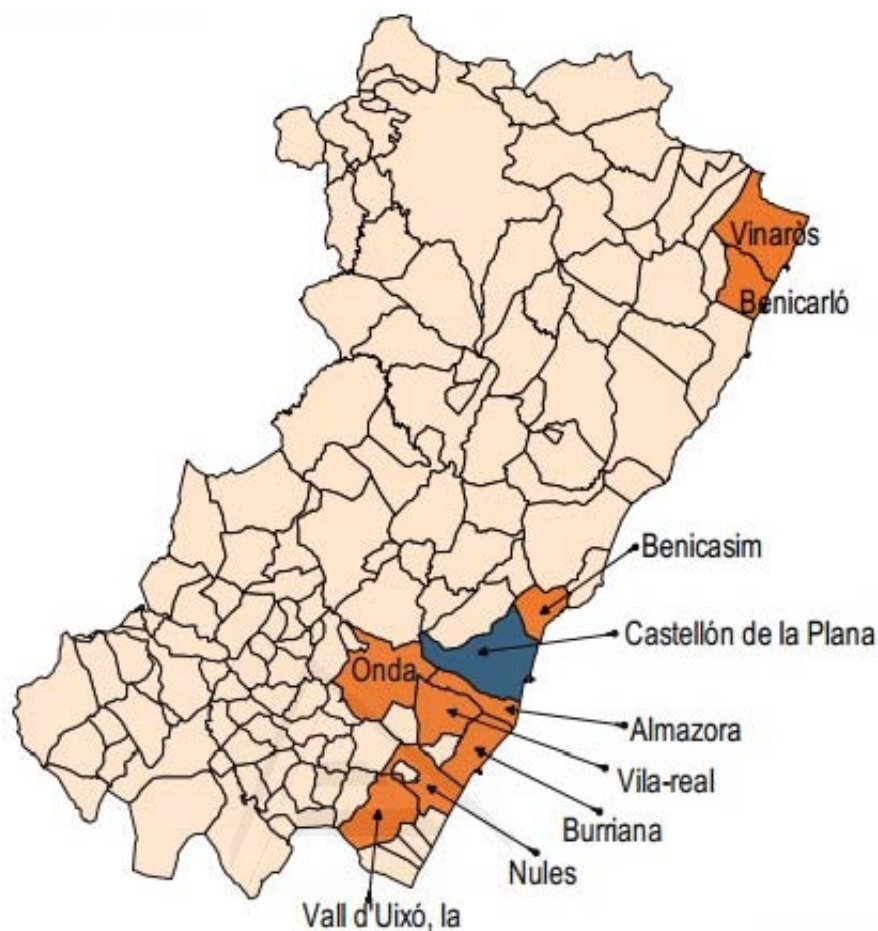 Vinaròs
Benicarló
Benicasim
Castellón de la Plana
Onda
Almazora
Vila-real
Burriana
Nules
Vall d'Uixó, la